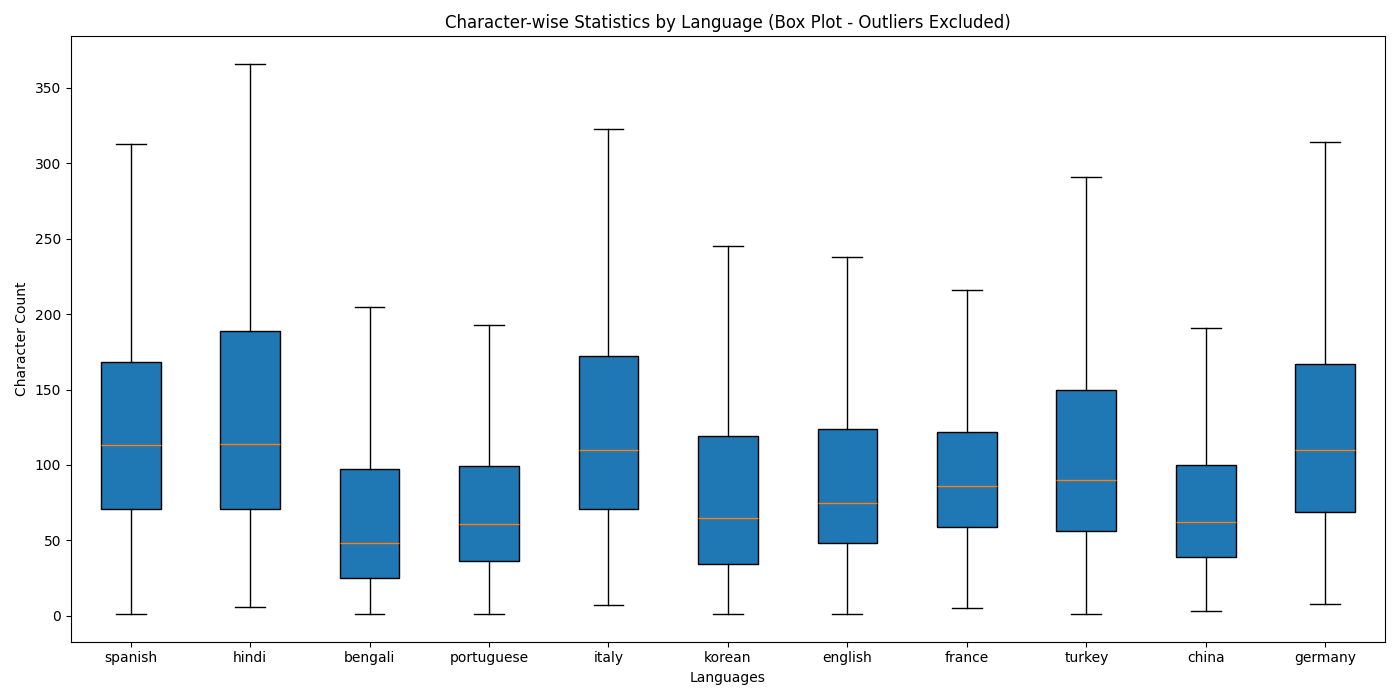 Character-wise Statistics by Language (Box Plot - Outliers Excluded)
Character Count
350
300
250
200
150
100
50
0
spanish hindi bengali portuguese italy korean english france turkey china germany
Languages